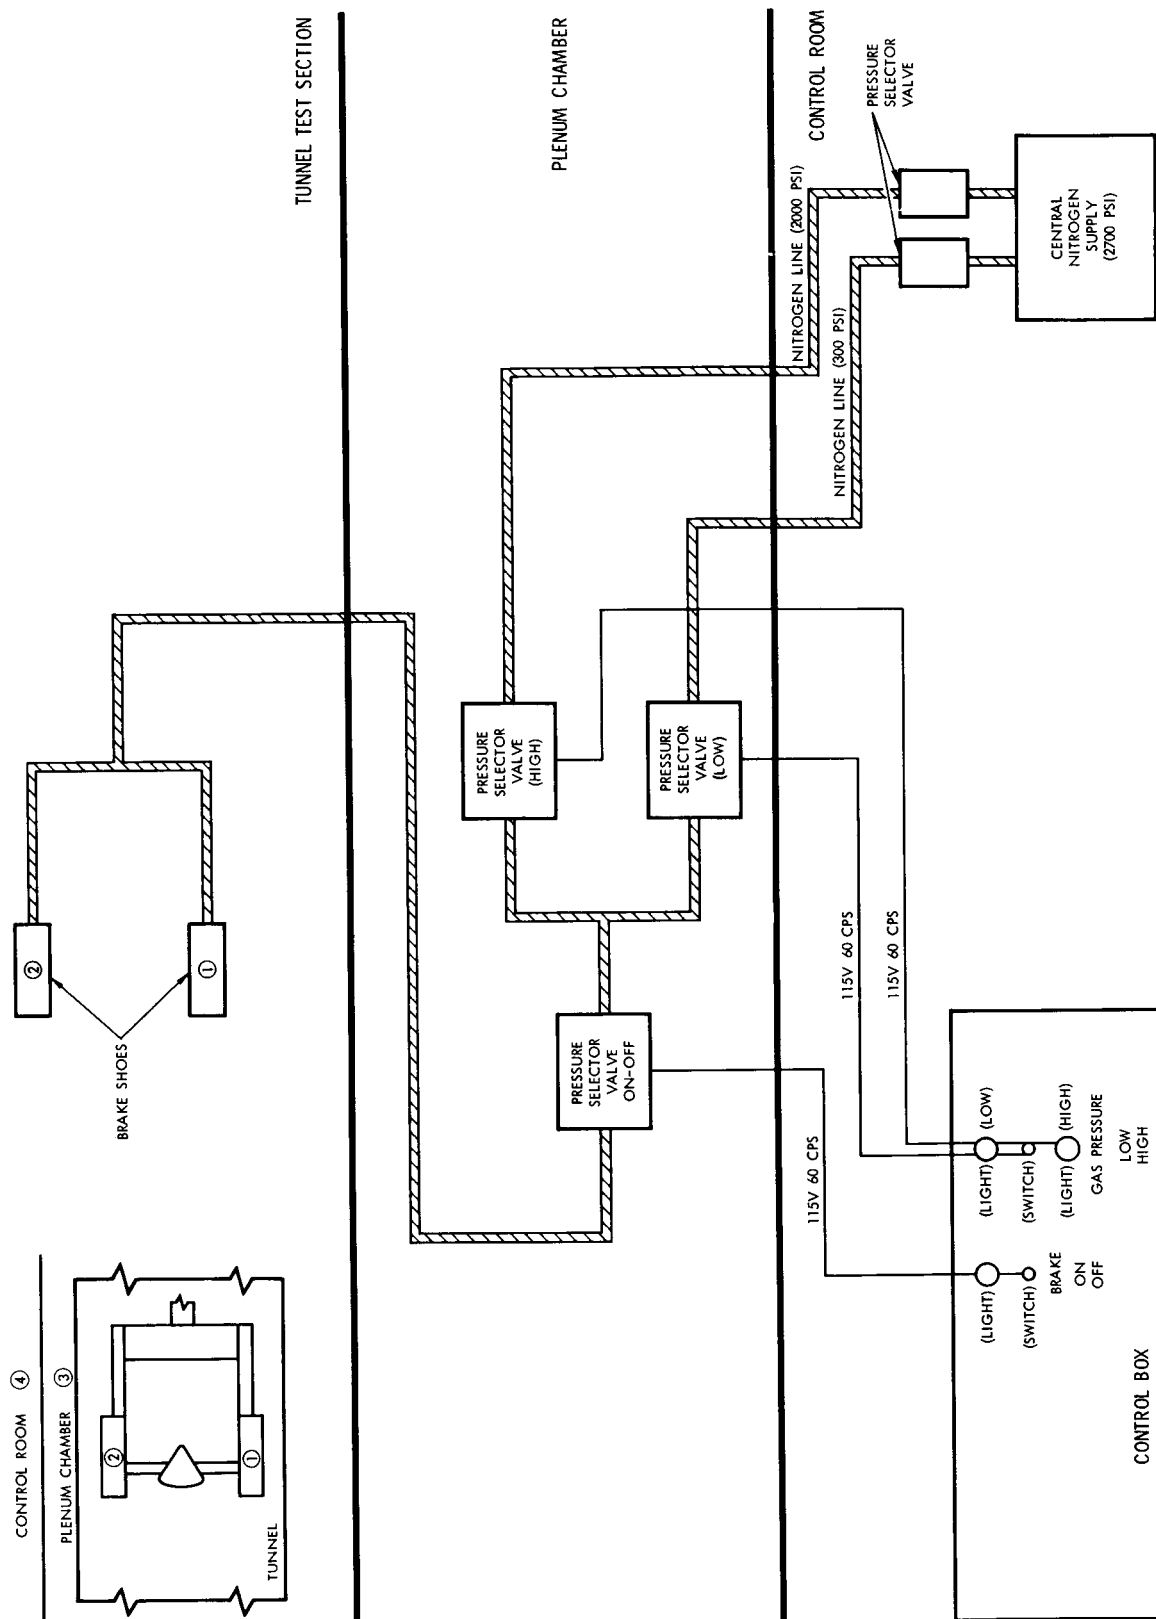 CONTROL ROOM ④
PLENUM CHAMBER ③
②
①
TUNNEL
②
①
BRAKE SHOES
TUNNEL TEST SECTION
PLENUM CHAMBER
PRESSURE
SELECTOR
VALVE
(HIGH)
PRESSURE
SELECTOR
VALVE
(LOW)
PRESSURE
SELECTOR
VALVE
ON-OFF
CONTROL ROOM
NITROGEN LINE (2000 PSI)
NITROGEN LINE (300 PSI)
PRESSURE
SELECTOR
VALVE
CENTRAL
NITROGEN
SUPPLY
(2700 PSI)
115V 60 CPS
115V 60 CPS
115V 60 CPS
(LIGHT)
(SWITCH)
BRAKE
ON
OFF
(LIGHT) (LOW)
(SWITCH)
(LIGHT) (HIGH)
GAS PRESSURE
LOW
HIGH
CONTROL BOX